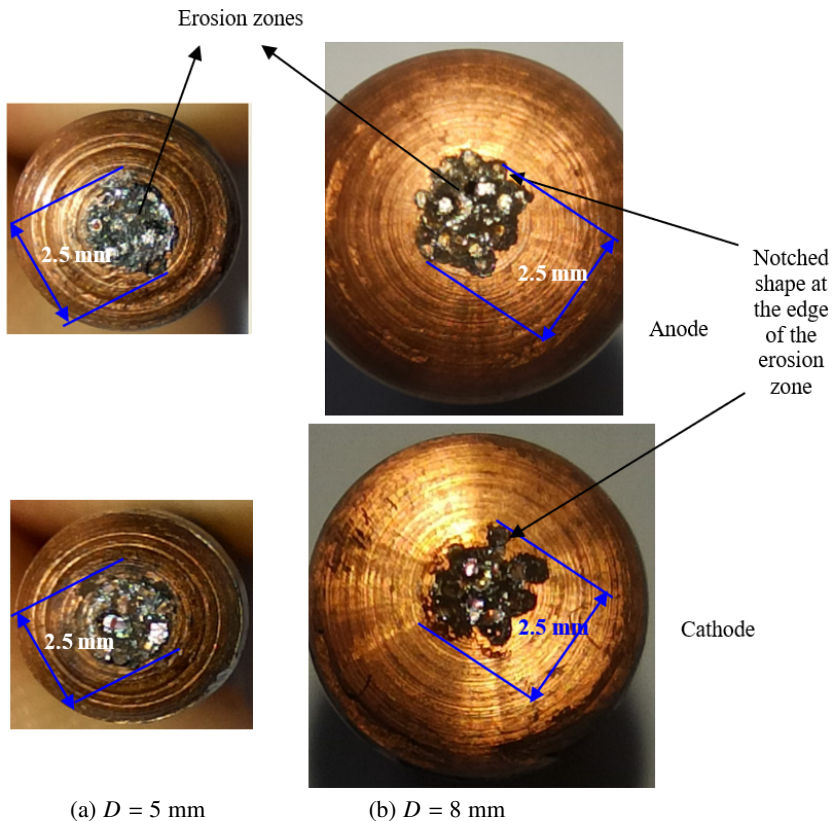 Erosion zones
2.5 mm
2.5 mm
Anode
Notched
shape at
the edge
of the
erosion
zone
2.5 mm
2.5 mm
Cathode
(a) D = 5 mm
(b) D = 8 mm